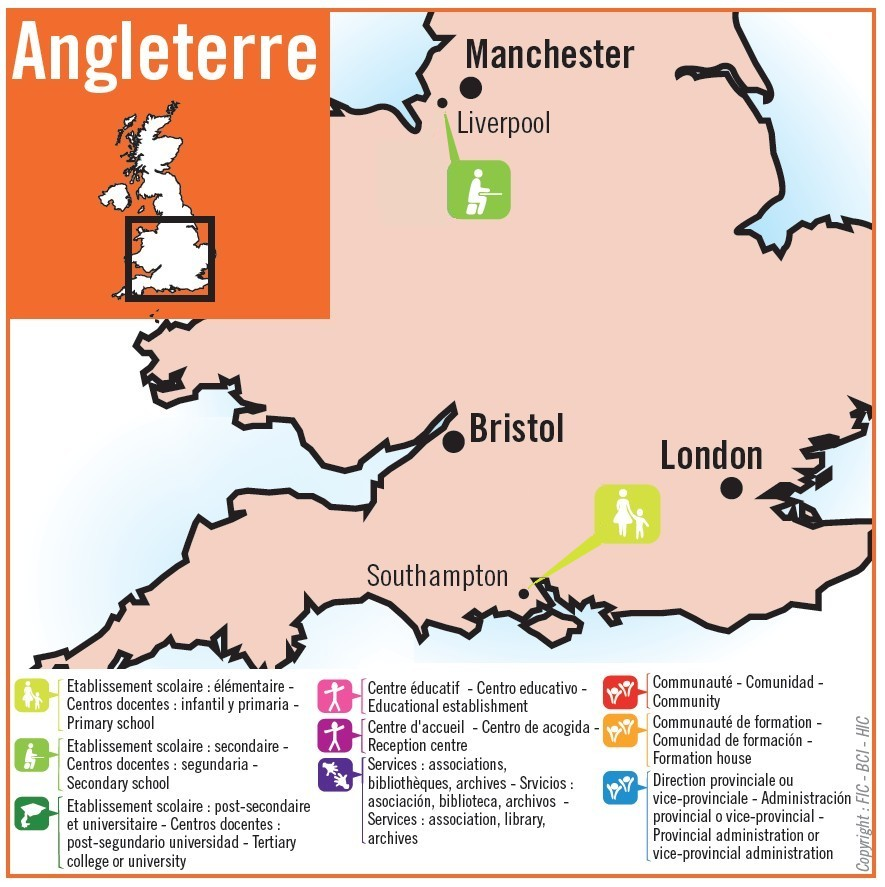 Angleterre
Manchester
Liverpool
Bristol
London
Southampton
Etablissement scolaire : élémentaire -
Centros docentes : infantil y primaria -
Primary school
Etablissement scolaire : secondaire -
Centros docentes : segundaria -
Secondary school
Etablissement scolaire : post-secondaire
et universitaire - Centros docentes :
post-segundario universidad - Tertiary
college or university
Centre éducatif - Centro educativo -
Educational establishment
Centre d'accueil - Centro de acogida -
Reception centre
Services : associations,
bibliothèques, archives - Srvicios :
asociación, biblioteca, archivos -
Services : association, library,
archives
Communauté - Comunidad -
Community
Communauté de formation -
Comunidad de formación -
Formation house
Direction provinciale ou
vice-provinciale - Administración
provincial o vice-provincial -
Provincial administration or
vice-provincial administration
Copyright : FIC - BCI - HIC